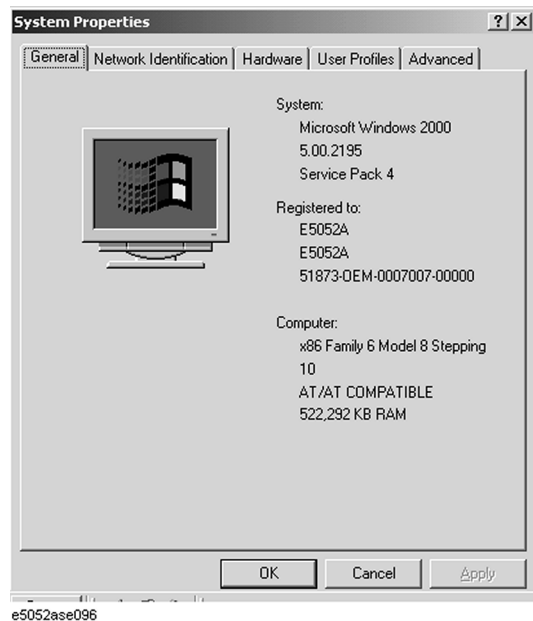 System Properties
General Network Identification Hardware User Profiles Advanced
System:
Microsoft Windows 2000
5.00.2195
Service Pack 4
Registered to:
E5052A
E5052A
51873-OEM-0007007-00000
Computer:
x86 Family 6 Model 8 Stepping
10
AT/AT COMPATIBLE
522,292 KB RAM
OK Cancel Apply
e5052ase096